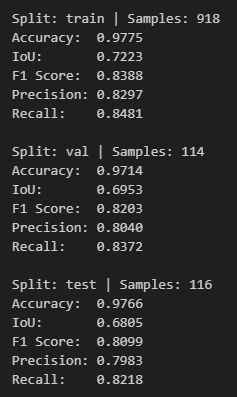 Split: train | Samples: 918
Accuracy: 0.9775
IoU: 0.7223
F1 Score: 0.8388
Precision: 0.8297
Recall: 0.8481
Split: val | Samples: 114
Accuracy: 0.9714
IoU: 0.6953
F1 Score: 0.8203
Precision: 0.8040
Recall: 0.8372
Split: test | Samples: 116
Accuracy: 0.9766
IoU: 0.6805
F1 Score: 0.8099
Precision: 0.7983
Recall: 0.8218